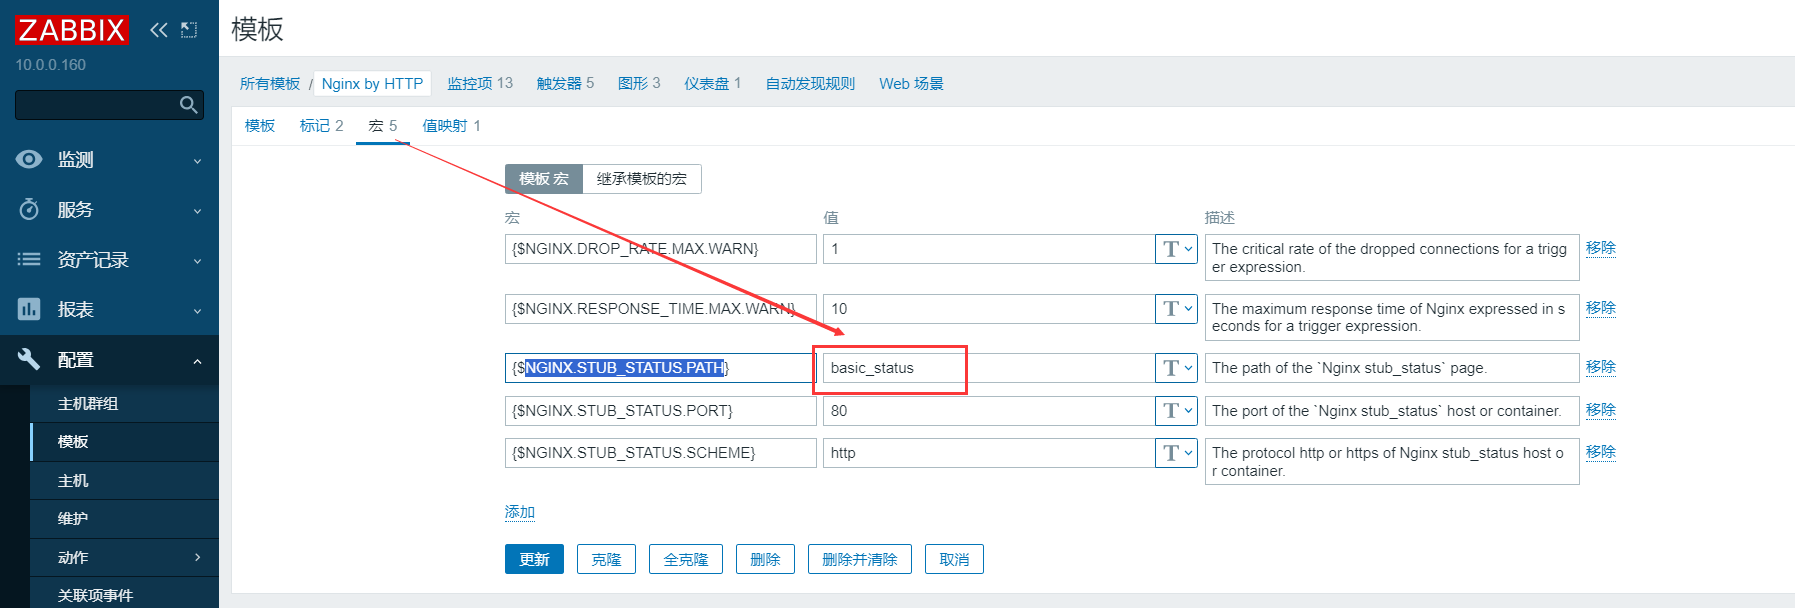 ZABBIX
10.0.0.160
监测
服务
资产记录
报表
配置
主机群组
模板
主机
维护
动作
关联项事件
模板
所有模板 / Nginx by HTTP 监控项 13 触发器 5 图形 3 仪表盘 1 自动发现规则 Web 场景
模板 标记 2 宏 5 值映射 1
模板 宏 继承模板的宏
宏 值 描述
{$NGINX.DROP_RATE.MAX.WARN} 1 T The critical rate of the dropped connections for a trigg
er expression. 移除
{$NGINX.RESPONSE_TIME.MAX.WARN} 10 T The maximum response time of Nginx expressed in s
econds for a trigger expression. 移除
{$NGINX.STUB_STATUS.PATH} basic_status T The path of the `Nginx stub_status` page. 移除
{$NGINX.STUB_STATUS.PORT} 80 T The port of the `Nginx stub_status` host or container. 移除
{$NGINX.STUB_STATUS.SCHEME} http T The protocol http or https of Nginx stub_status host o
r container. 移除
添加
更新 克隆 全克隆 删除 删除并清除 取消